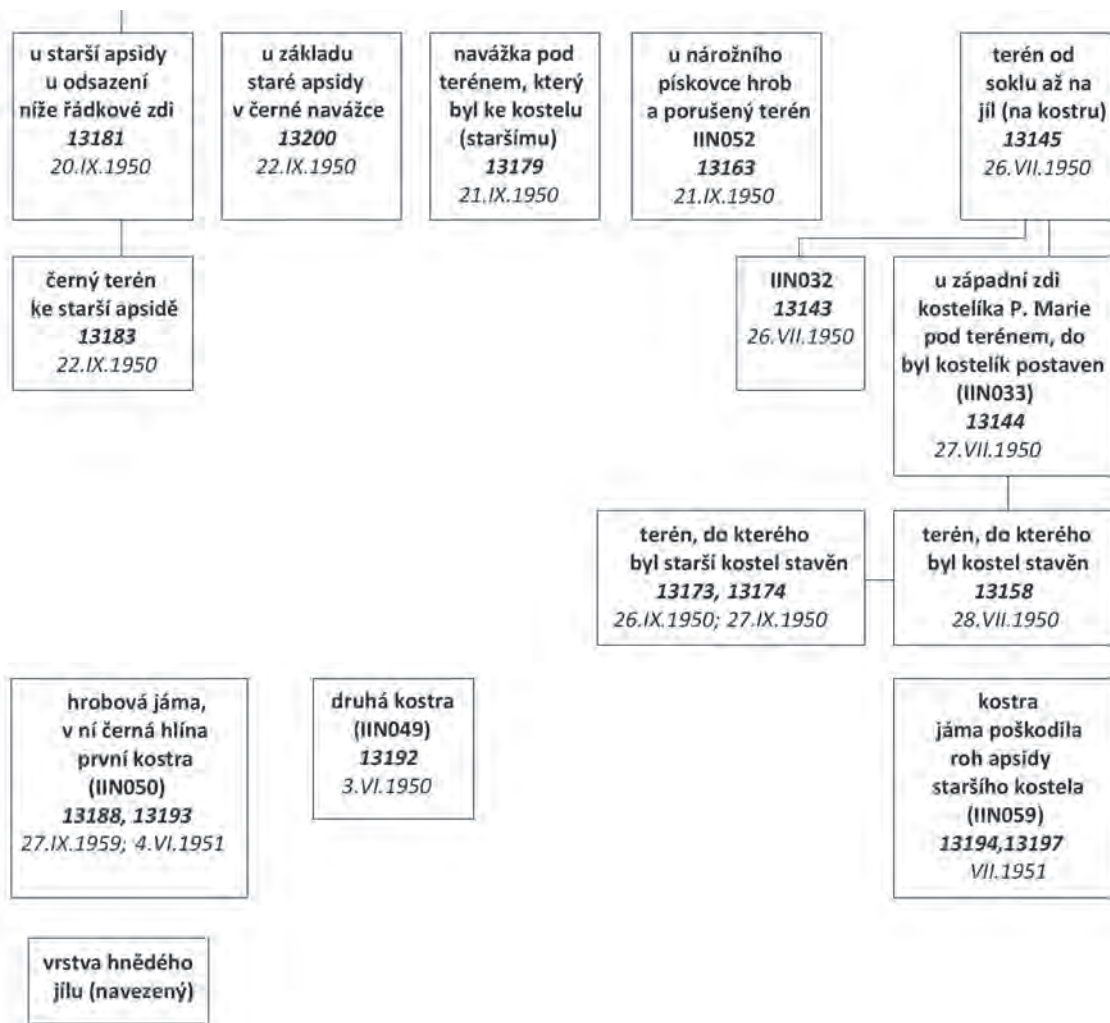 u starší apsidy
u odsazení
níže řádkové zdi
13181
20.IX.1950
u základu
staré apsidy
v černé navážce
13200
22.IX.1950
navážka pod
terénem, který
byl ke kostelu
(staršímu)
13179
21.IX.1950
u nárožního
pískovce hrob
a porušený terén
IIN052
13163
21.IX.1950
terén od
soklu až na
jíl (na kostru)
13145
26.VII.1950
černý terén
ke starší apsidě
13183
22.IX.1950
IIN032
13143
26.VII.1950
u západní zdi
kostelíka P. Marie
pod terénem, do
byl kostelík postaven
(IIN033)
13144
27.VII.1950
terén, do kterého
byl starší kostel stavěn
13173, 13174
26.IX.1950; 27.IX.1950
terén, do kterého
byl kostel stavěn
13158
28.VII.1950
hrobová jáma,
v ní černá hlína
první kostra
(IIN050)
13188, 13193
27.IX.1959; 4.VI.1951
druhá kostra
(IIN049)
13192
3.VI.1950
kostra
jáma poškodila
roh apsidy
staršího kostela
(IIN059)
13194,13197
VII.1951
vrstva hnědého
jílu (navezený)